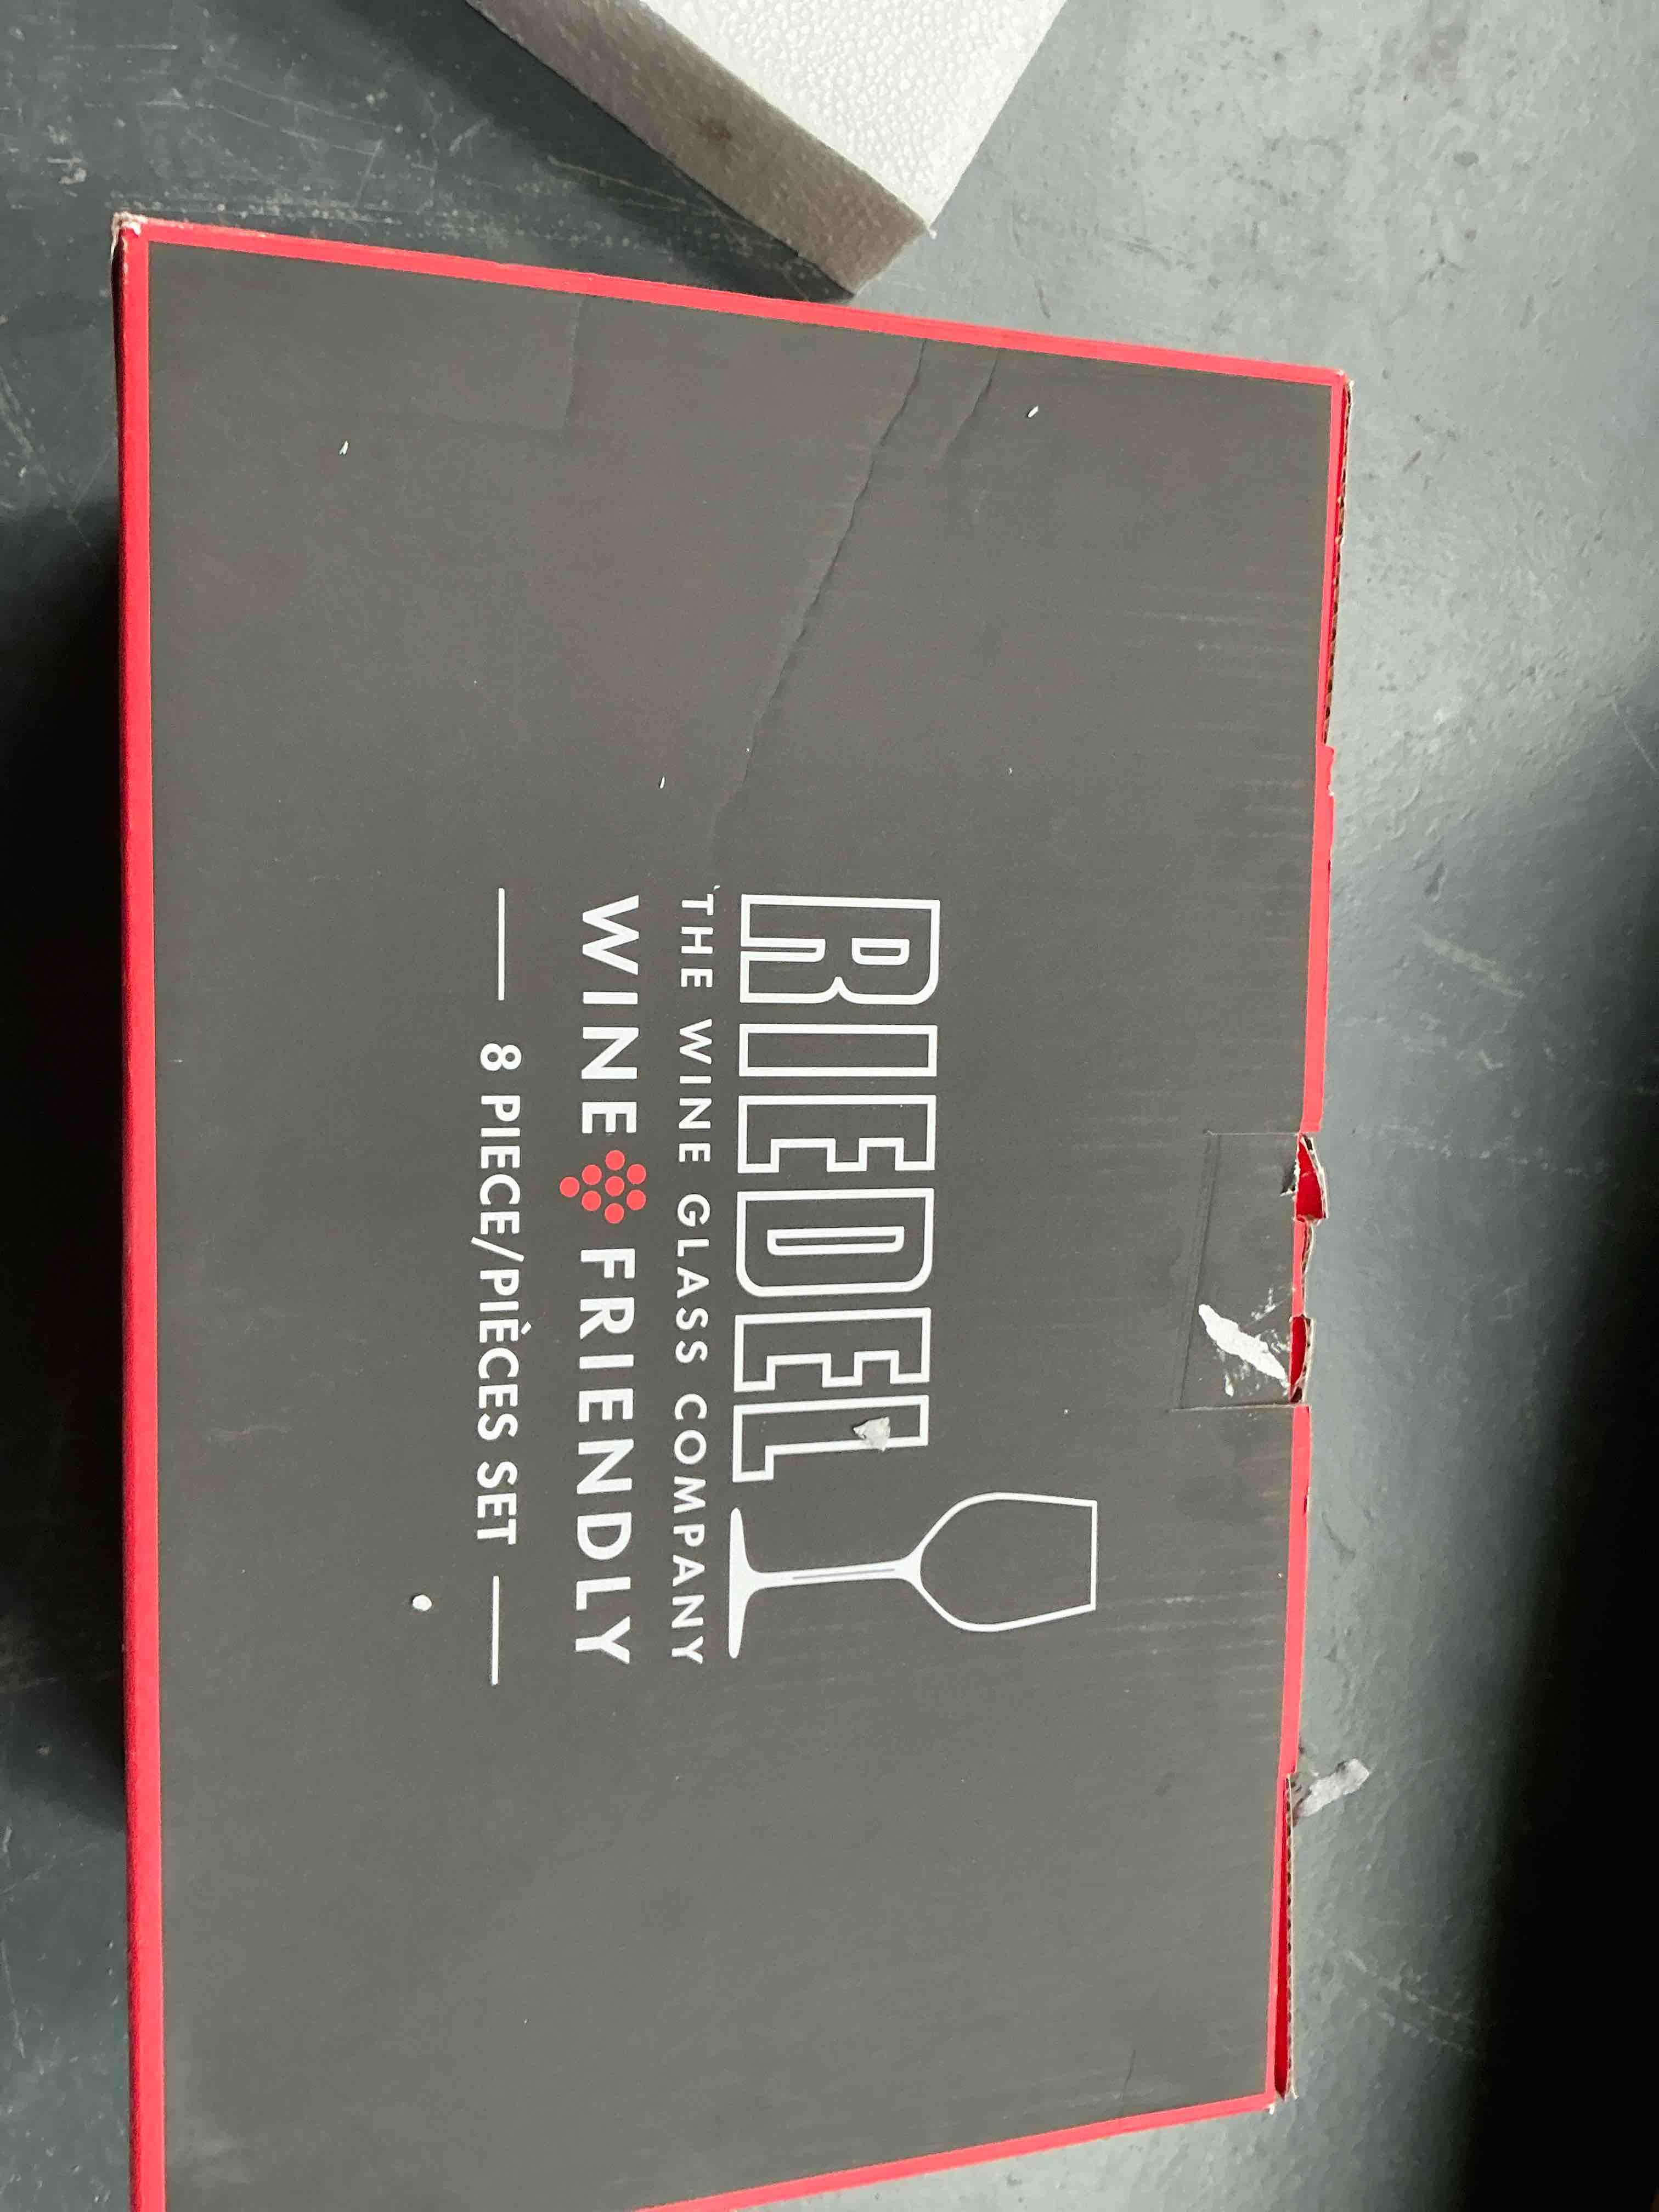 RIEDEL
THE WINE GLASS COMPANY
WINE FRIENDLY
8 PIECE/PIÈCES SET